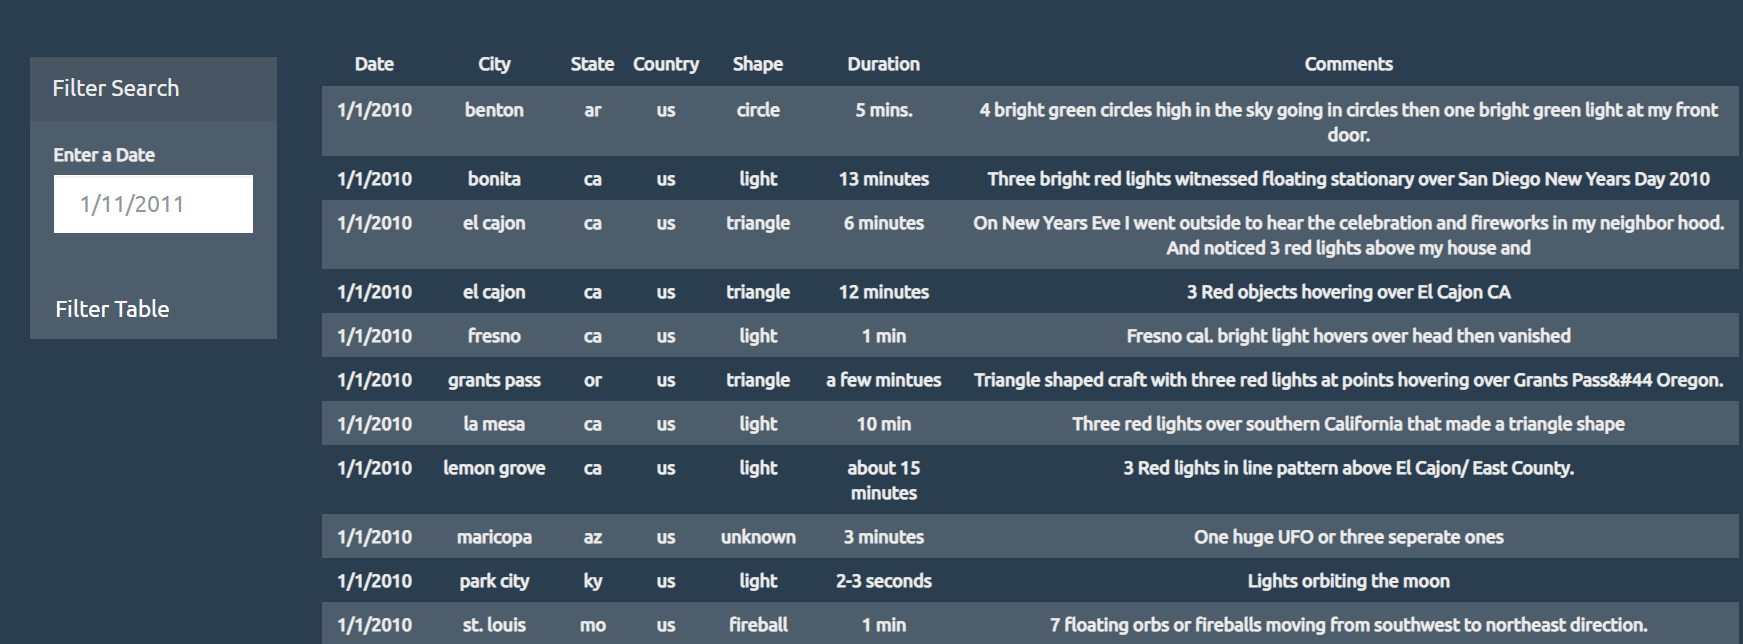 Filter Search
Enter a Date
1/11/2011
Filter Table
Date City State Country Shape Duration Comments
1/1/2010 benton ar us circle 5 mins. 4 bright green circles high in the sky going in circles then one bright green light at my front
door.
1/1/2010 bonita ca us light 13 minutes Three bright red lights witnessed floating stationary over San Diego New Years Day 2010
1/1/2010 el cajon ca us triangle 6 minutes On New Years Eve I went outside to hear the celebration and fireworks in my neighbor hood.
And noticed 3 red lights above my house and
1/1/2010 el cajon ca us triangle 12 minutes 3 Red objects hovering over El Cajon CA
1/1/2010 fresno ca us light 1 min Fresno cal. bright light hovers over head then vanished
1/1/2010 grants pass or us triangle a few mintues Triangle shaped craft with three red lights at points hovering over Grants Pass&#44 Oregon.
1/1/2010 la mesa ca us light 10 min Three red lights over southern California that made a triangle shape
1/1/2010 lemon grove ca us light about 15 3 Red lights in line pattern above El Cajon/ East County.
minutes
1/1/2010 maricopa az us unknown 3 minutes One huge UFO or three seperate ones
1/1/2010 park city ky us light 2-3 seconds Lights orbiting the moon
1/1/2010 st. louis mo us fireball 1 min 7 floating orbs or fireballs moving from southwest to northeast direction.